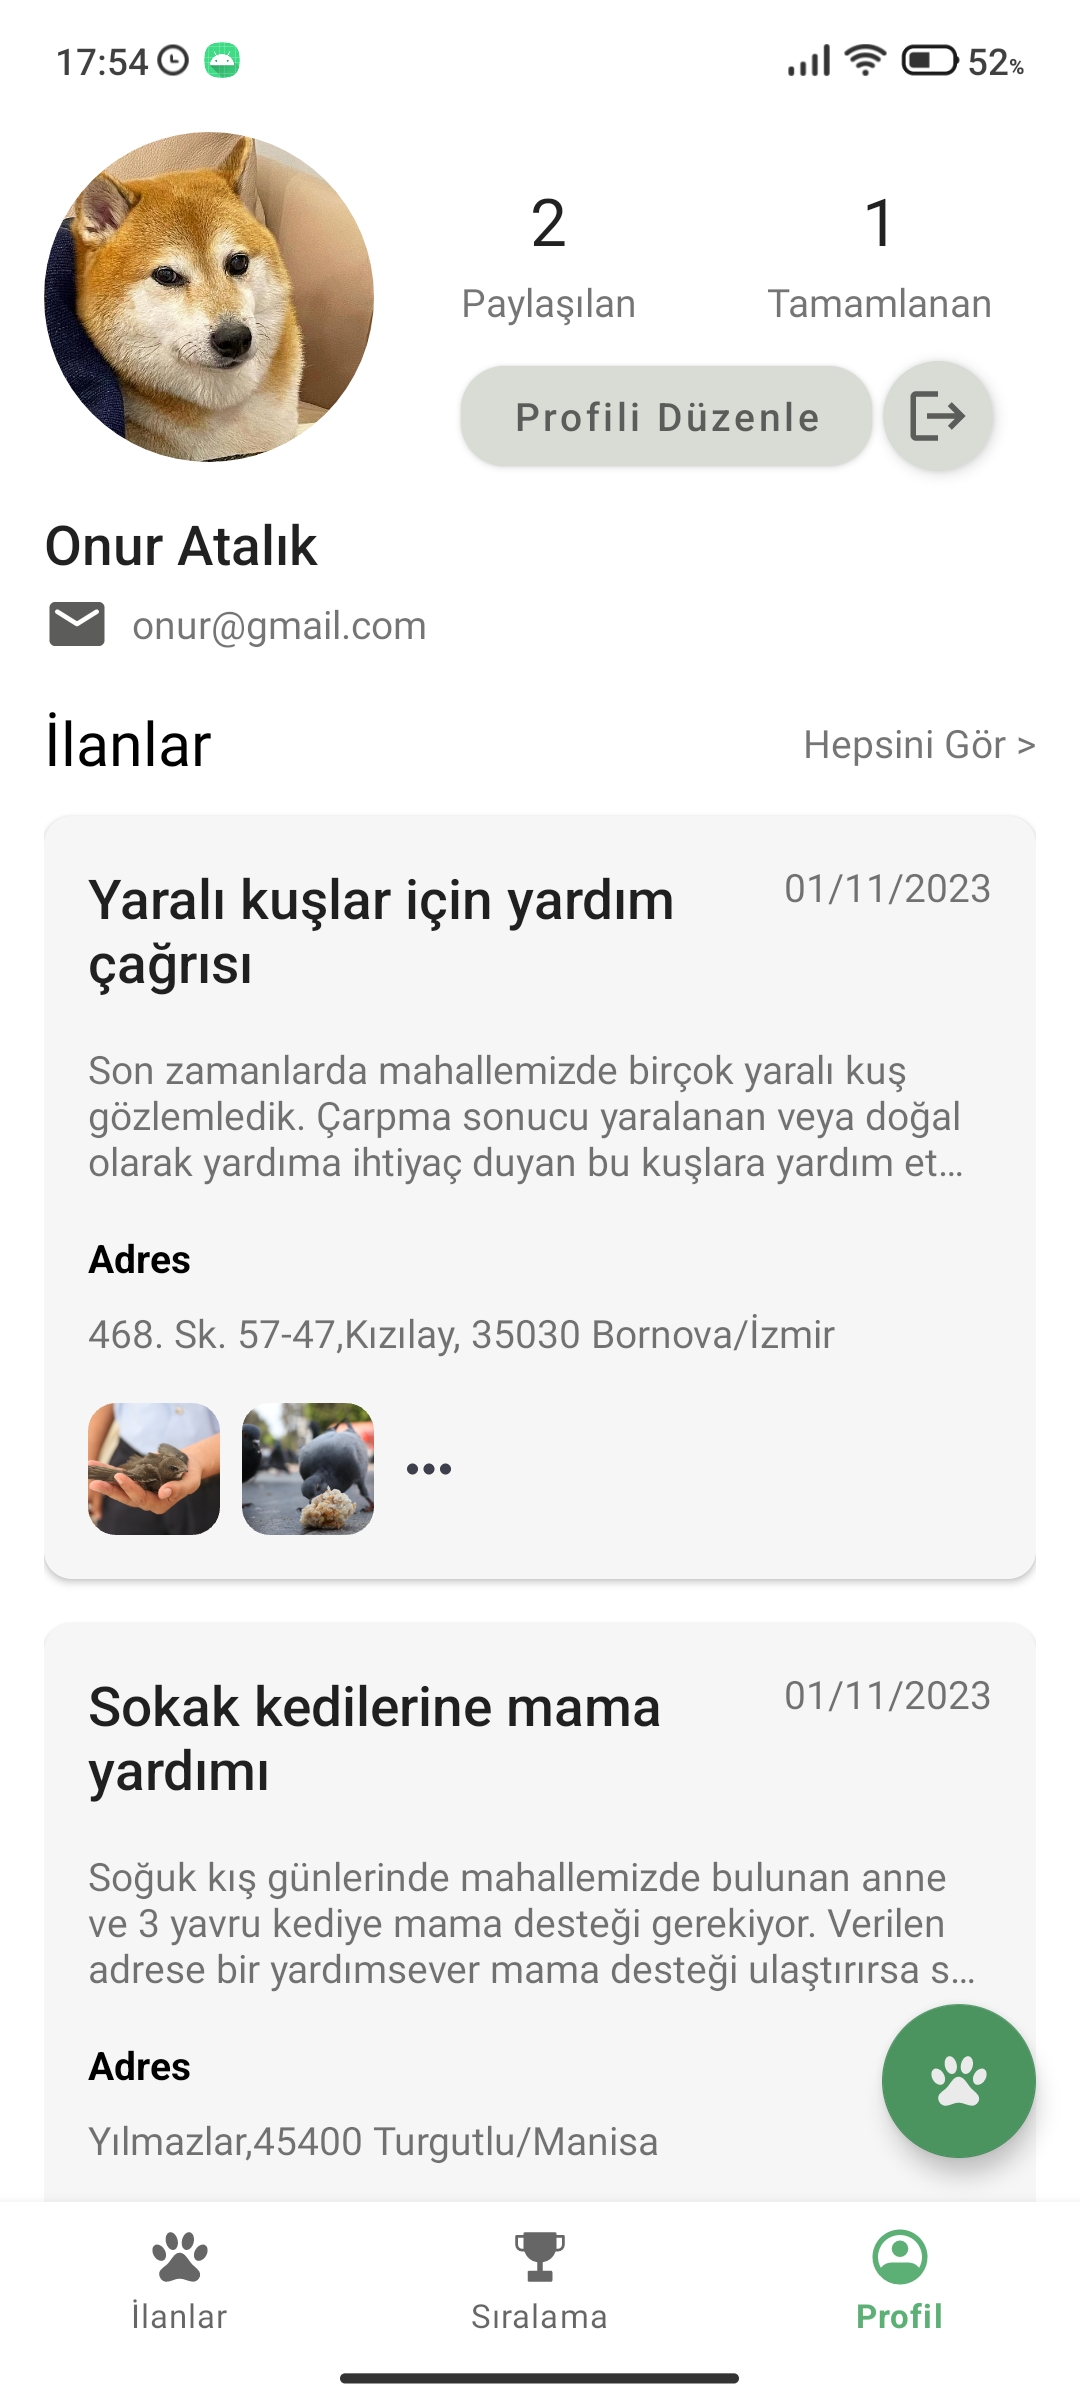 17:54
52%
2
1
Paylaşılan
Tamamlanan
Profili Düzenle
Onur Atalık
onur@gmail.com
İlanlar
Hepsini Gör >
Yaralı kuşlar için yardım
çağrısı
01/11/2023
Son zamanlarda mahallemizde birçok yaralı kuş
gözlemledik. Çarpma sonucu yaralanan veya doğal
olarak yardıma ihtiyaç duyan bu kuşlara yardım et…
Adres
468. Sk. 57-47,Kızılay, 35030 Bornova/İzmir
Sokak kedilerine mama
yardımı
01/11/2023
Soğuk kış günlerinde mahallemizde bulunan anne
ve 3 yavru kediye mama desteği gerekiyor. Verilen
adrese bir yardımsever mama desteği ulaştırırsa s…
Adres
Yılmazlar,45400 Turgutlu/Manisa
İlanlar
Sıralama
Profil